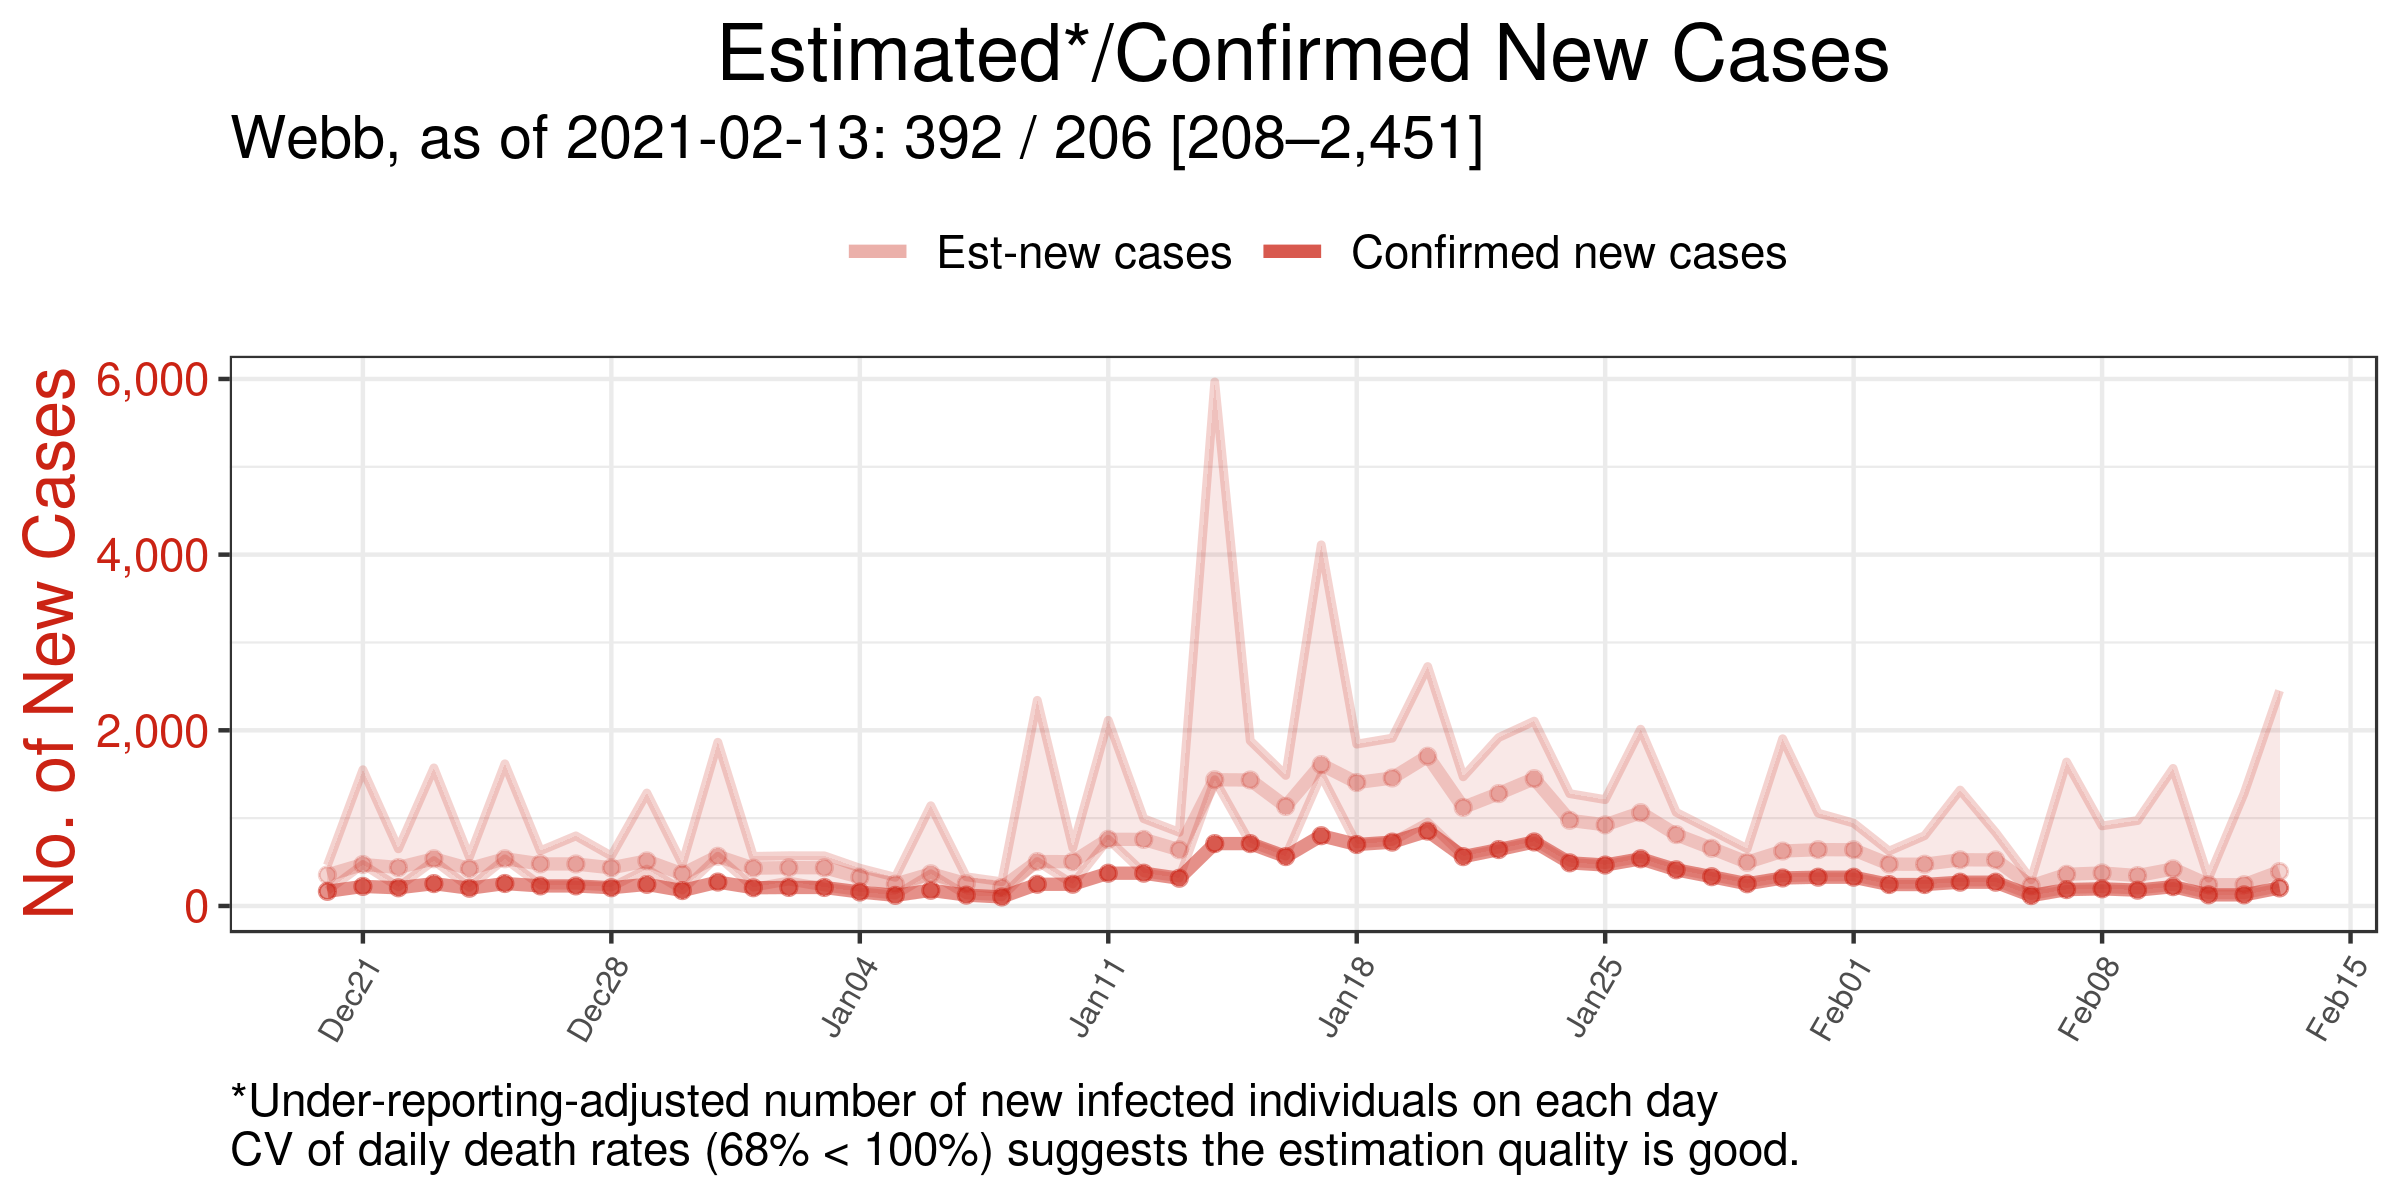 Estimated*/Confirmed New Cases
Webb, as of 2021-02-13: 392 / 206 [208–2,451]
Est-new cases Confirmed new cases
No. of New Cases
6,000
4,000
2,000
0
Dec21 Dec28 Jan04 Jan11 Jan18 Jan25 Feb01 Feb08 Feb15
*Under-reporting-adjusted number of new infected individuals on each day
CV of daily death rates (68% < 100%) suggests the estimation quality is good.